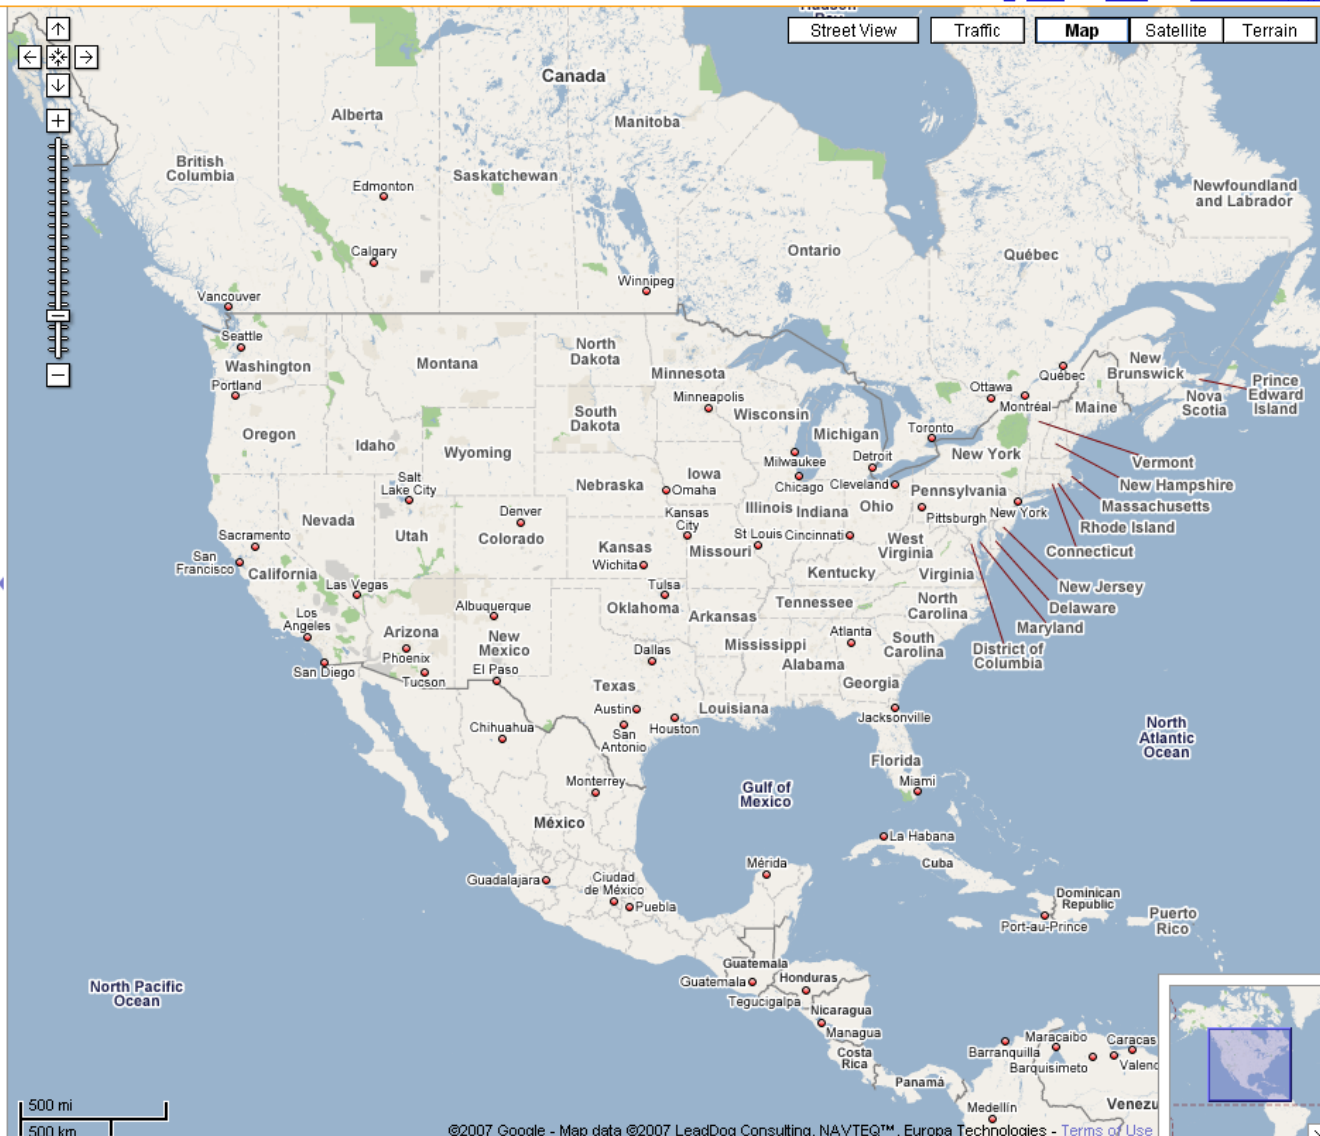 Hudson
Street View
Traffic
Map
Satellite
Terrain
Canada
Alberta
Manitoba
British
Columbia
Saskatchewan
Edmonton
Newfoundland
and Labrador
Calgary
Ontario
Québec
Winnipeg
Vancouver
Seattle
Washington
Montana
North
Dakota
Minnesota
Québec
New
Brunswick
Prince
Edward
Island
Nova
Scotia
Portland
South
Dakota
Minneapolis
Wisconsin
Ottawa
Montréal
Maine
Oregon
Idaho
Wyoming
Michigan
Toronto
New York
Vermont
Milwaukee
Detroit
Salt
Lake City
Nebraska
Iowa
Omaha
Chicago
Cleveland
Pennsylvania
New Hampshire
Massachusetts
Nevada
Denver
Kansas
City
Illinois
Indiana
Ohio
Pittsburgh
New York
Rhode Island
Sacramento
Utah
Colorado
Kansas
Missouri
St Louis
Cincinnati
West
Virginia
Connecticut
San
Francisco
California
Wichita
Las Vegas
Tulsa
Kentucky
Virginia
New Jersey
Albuquerque
Oklahoma
Arkansas
Tennessee
North
Carolina
Delaware
Los
Angeles
Arizona
New
Mexico
Mississippi
Atlanta
South
Carolina
Maryland
Phoenix
Dallas
Alabama
District of
Columbia
San Diego
Tucson
El Paso
Texas
Georgia
Austin
Louisiana
Jacksonville
Chihuahua
San
Antonio
Houston
North
Atlantic
Ocean
Florida
Monterrey
Gulf of
Mexico
Miami
México
La Habana
Cuba
Mérida
Guadalajara
Ciudad
de México
Puebla
Dominican
Republic
Port-au-Prince
Puerto
Rico
Guatemala
Guatemala
Honduras
North Pacific
Ocean
Tegucigalpa
Nicaragua
Managua
Costa
Rica
Panamá
Barranquilla
Maracaibo
Caracas
Barquisimeto
Valenc
Medellín
Venezu
500 mi
500 km
©2007 Google - Map data ©2007 LeadDog Consulting, NAVTEQ™, Europa Technologies - Terms of Use